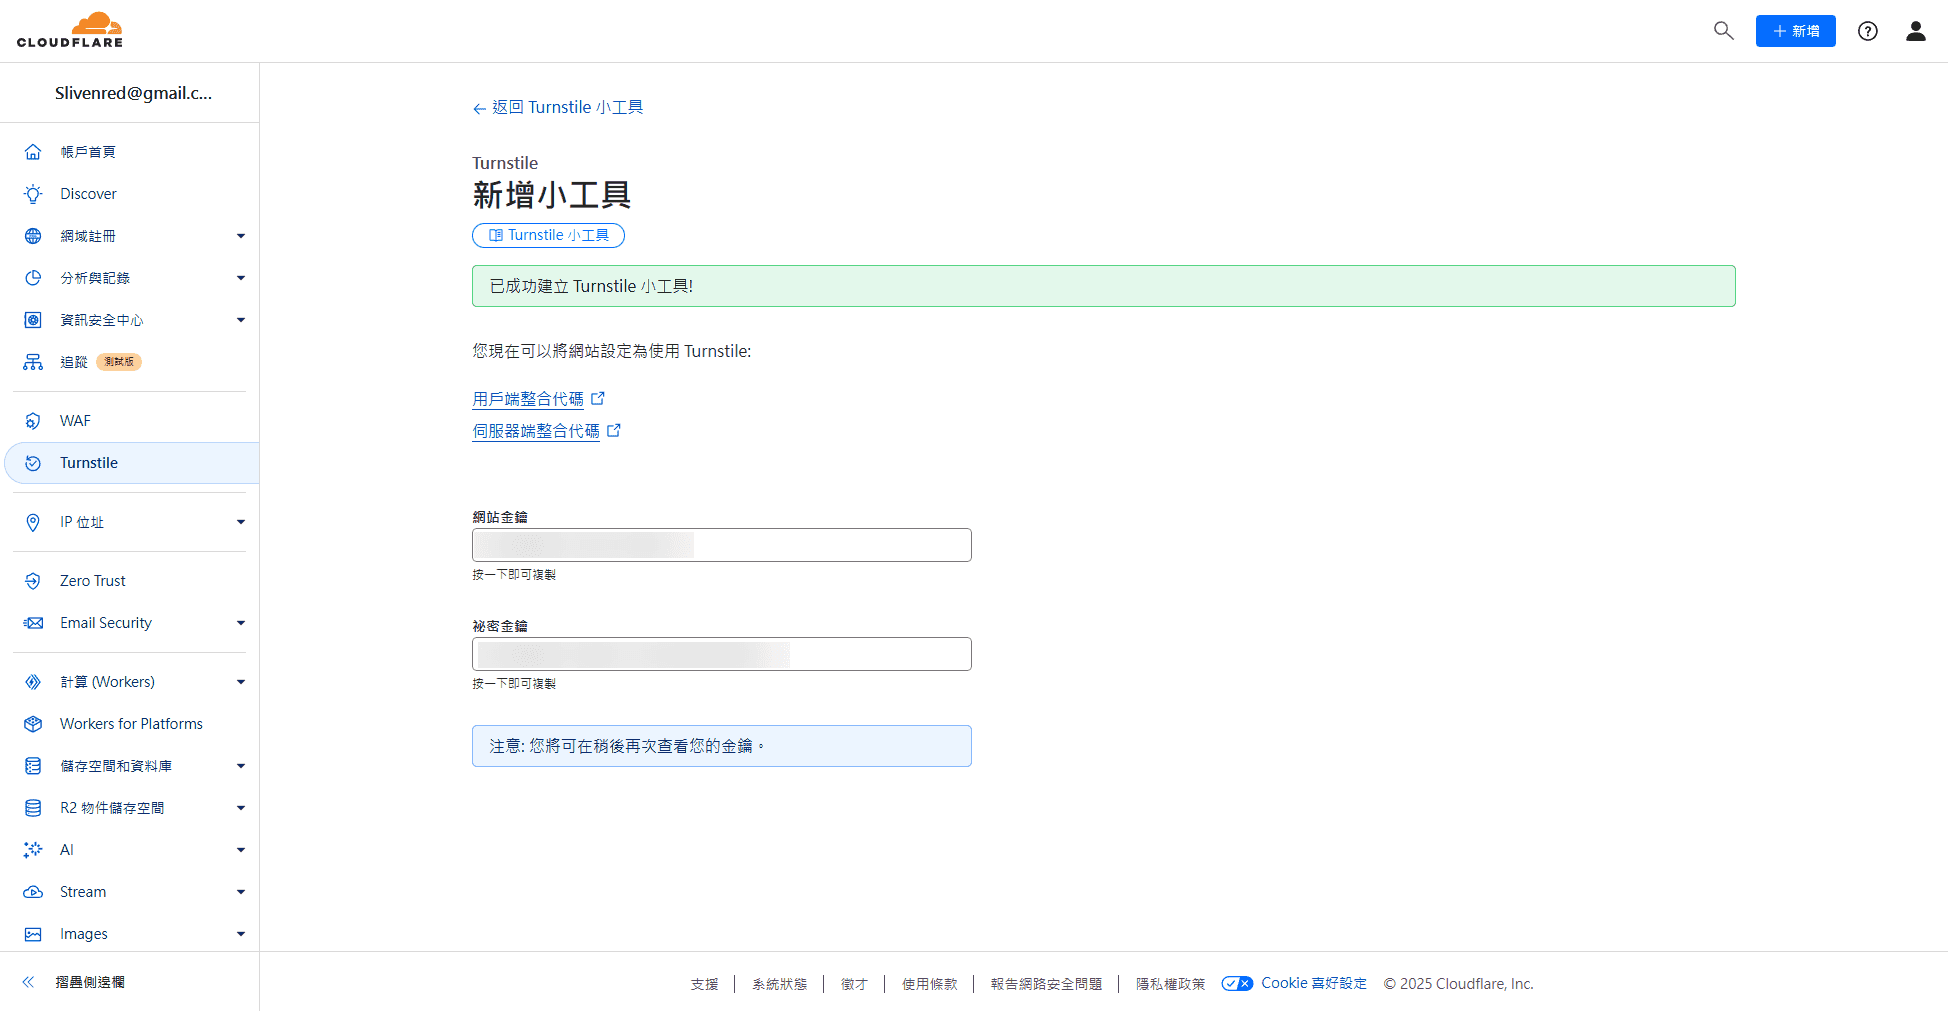 CLOUDFLARE
新增
Slivenred@gmail.c...
帳戶首頁
Discover
網域註冊
分析與記錄
資訊安全中心
追蹤 測試版
WAF
Turnstile
IP 位址
Zero Trust
Email Security
計算 (Workers)
Workers for Platforms
儲存空間和資料庫
R2 物件儲存空間
AI
Stream
Images
摺疊側邊欄
返回 Turnstile 小工具
Turnstile
新增小工具
Turnstile 小工具
已成功建立 Turnstile 小工具!
您現在可以將網站設定為使用 Turnstile:
用戶端整合代碼
伺服器端整合代碼
網站金鑰
按一下即可複製
祕密金鑰
按一下即可複製
注意: 您將可在稍後再次查看您的金鑰。
支援 系統狀態 徵才 使用條款 報告網路安全問題 隱私權政策 Cookie 喜好設定 © 2025 Cloudflare, Inc.